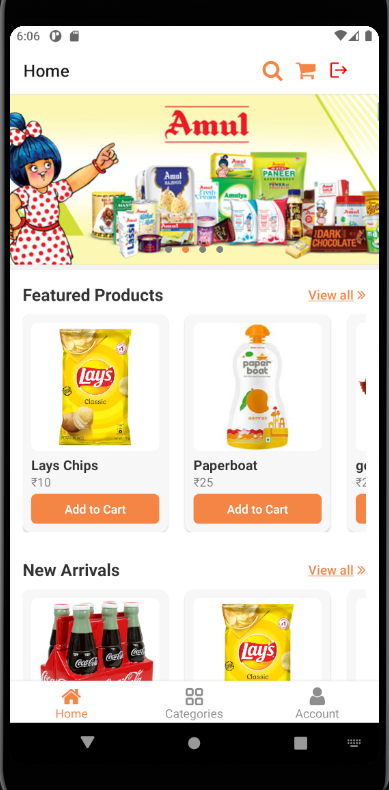 6:06
Home
Amul
Amul
Amul
PANEER
Fresh
Cream
Amulya
LASSI
DARK
CHOCOLATE
Featured Products
View all »
Lay's
Classic
paper
boat
Lays Chips
Paperboat
₹10
₹25
Add to Cart
Add to Cart
New Arrivals
View all »
Coca-Cola
Lay's
Classic
Home
Categories
Account